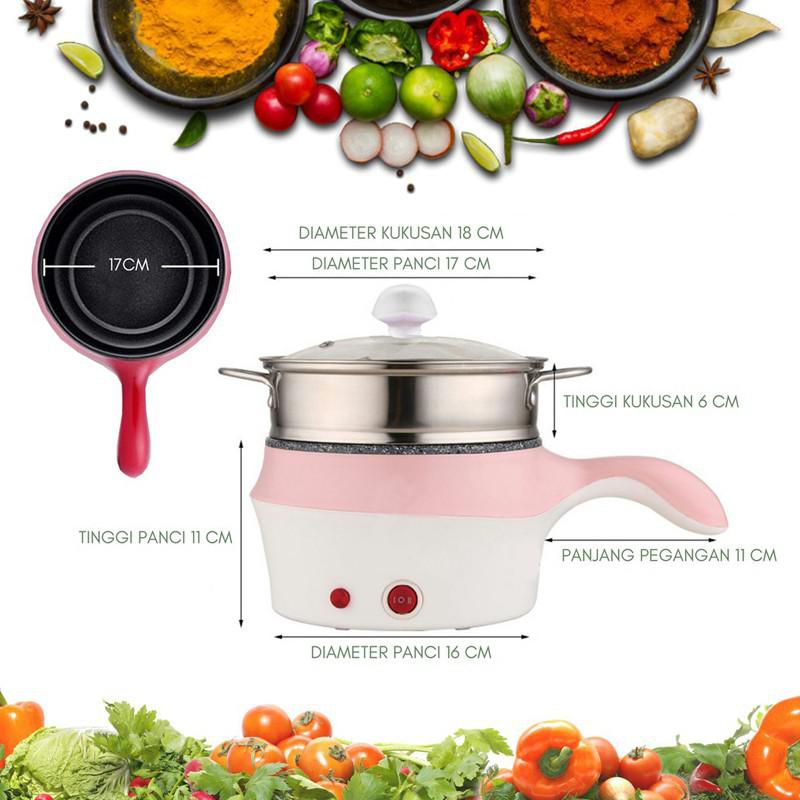 DIAMETER KUKUSAN 18 CM
DIAMETER PANCI 17 CM
17CM
TINGGI KUKUSAN 6 CM
TINGGI PANCI 11 CM
PANJANG PEGANGAN 11 CM
DIAMETER PANCI 16 CM